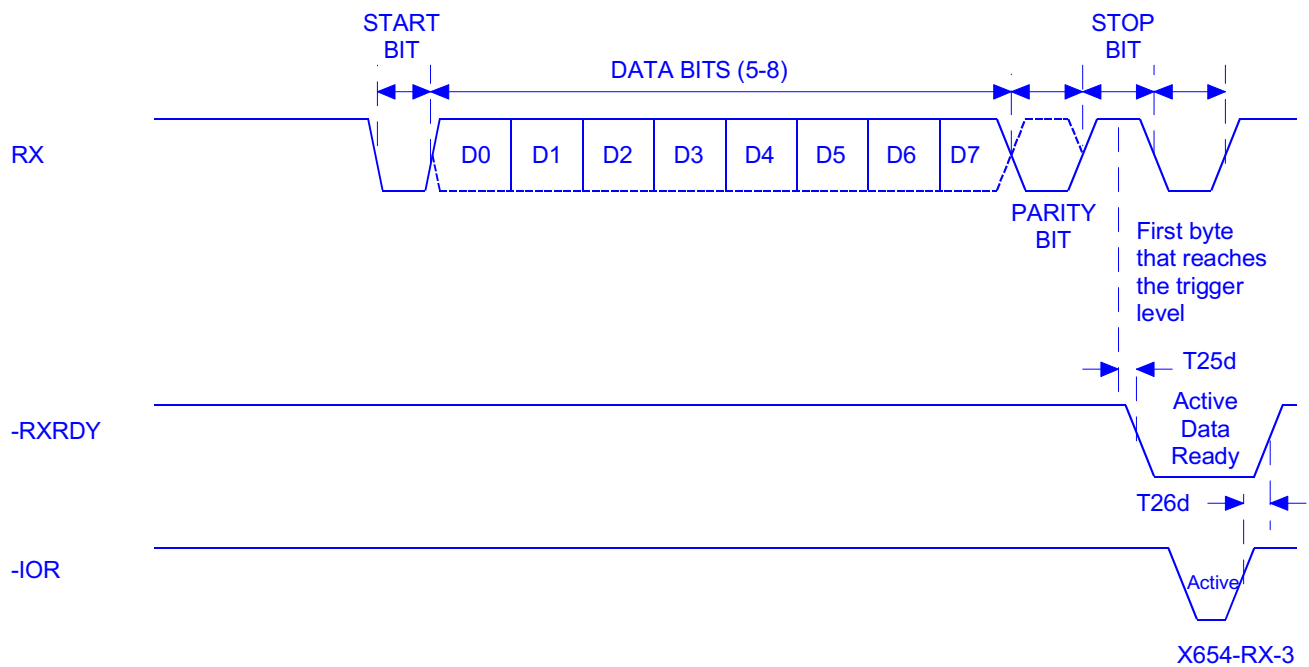 START
BIT
STOP
BIT
DATA BITS (5-8)
RX
D0 D1 D2 D3 D4 D5 D6 D7
PARITY
BIT
First byte
that reaches
the trigger
level
T25d
-RXRDY
Active
Data
Ready
T26d
-IOR
Active
X654-RX-3